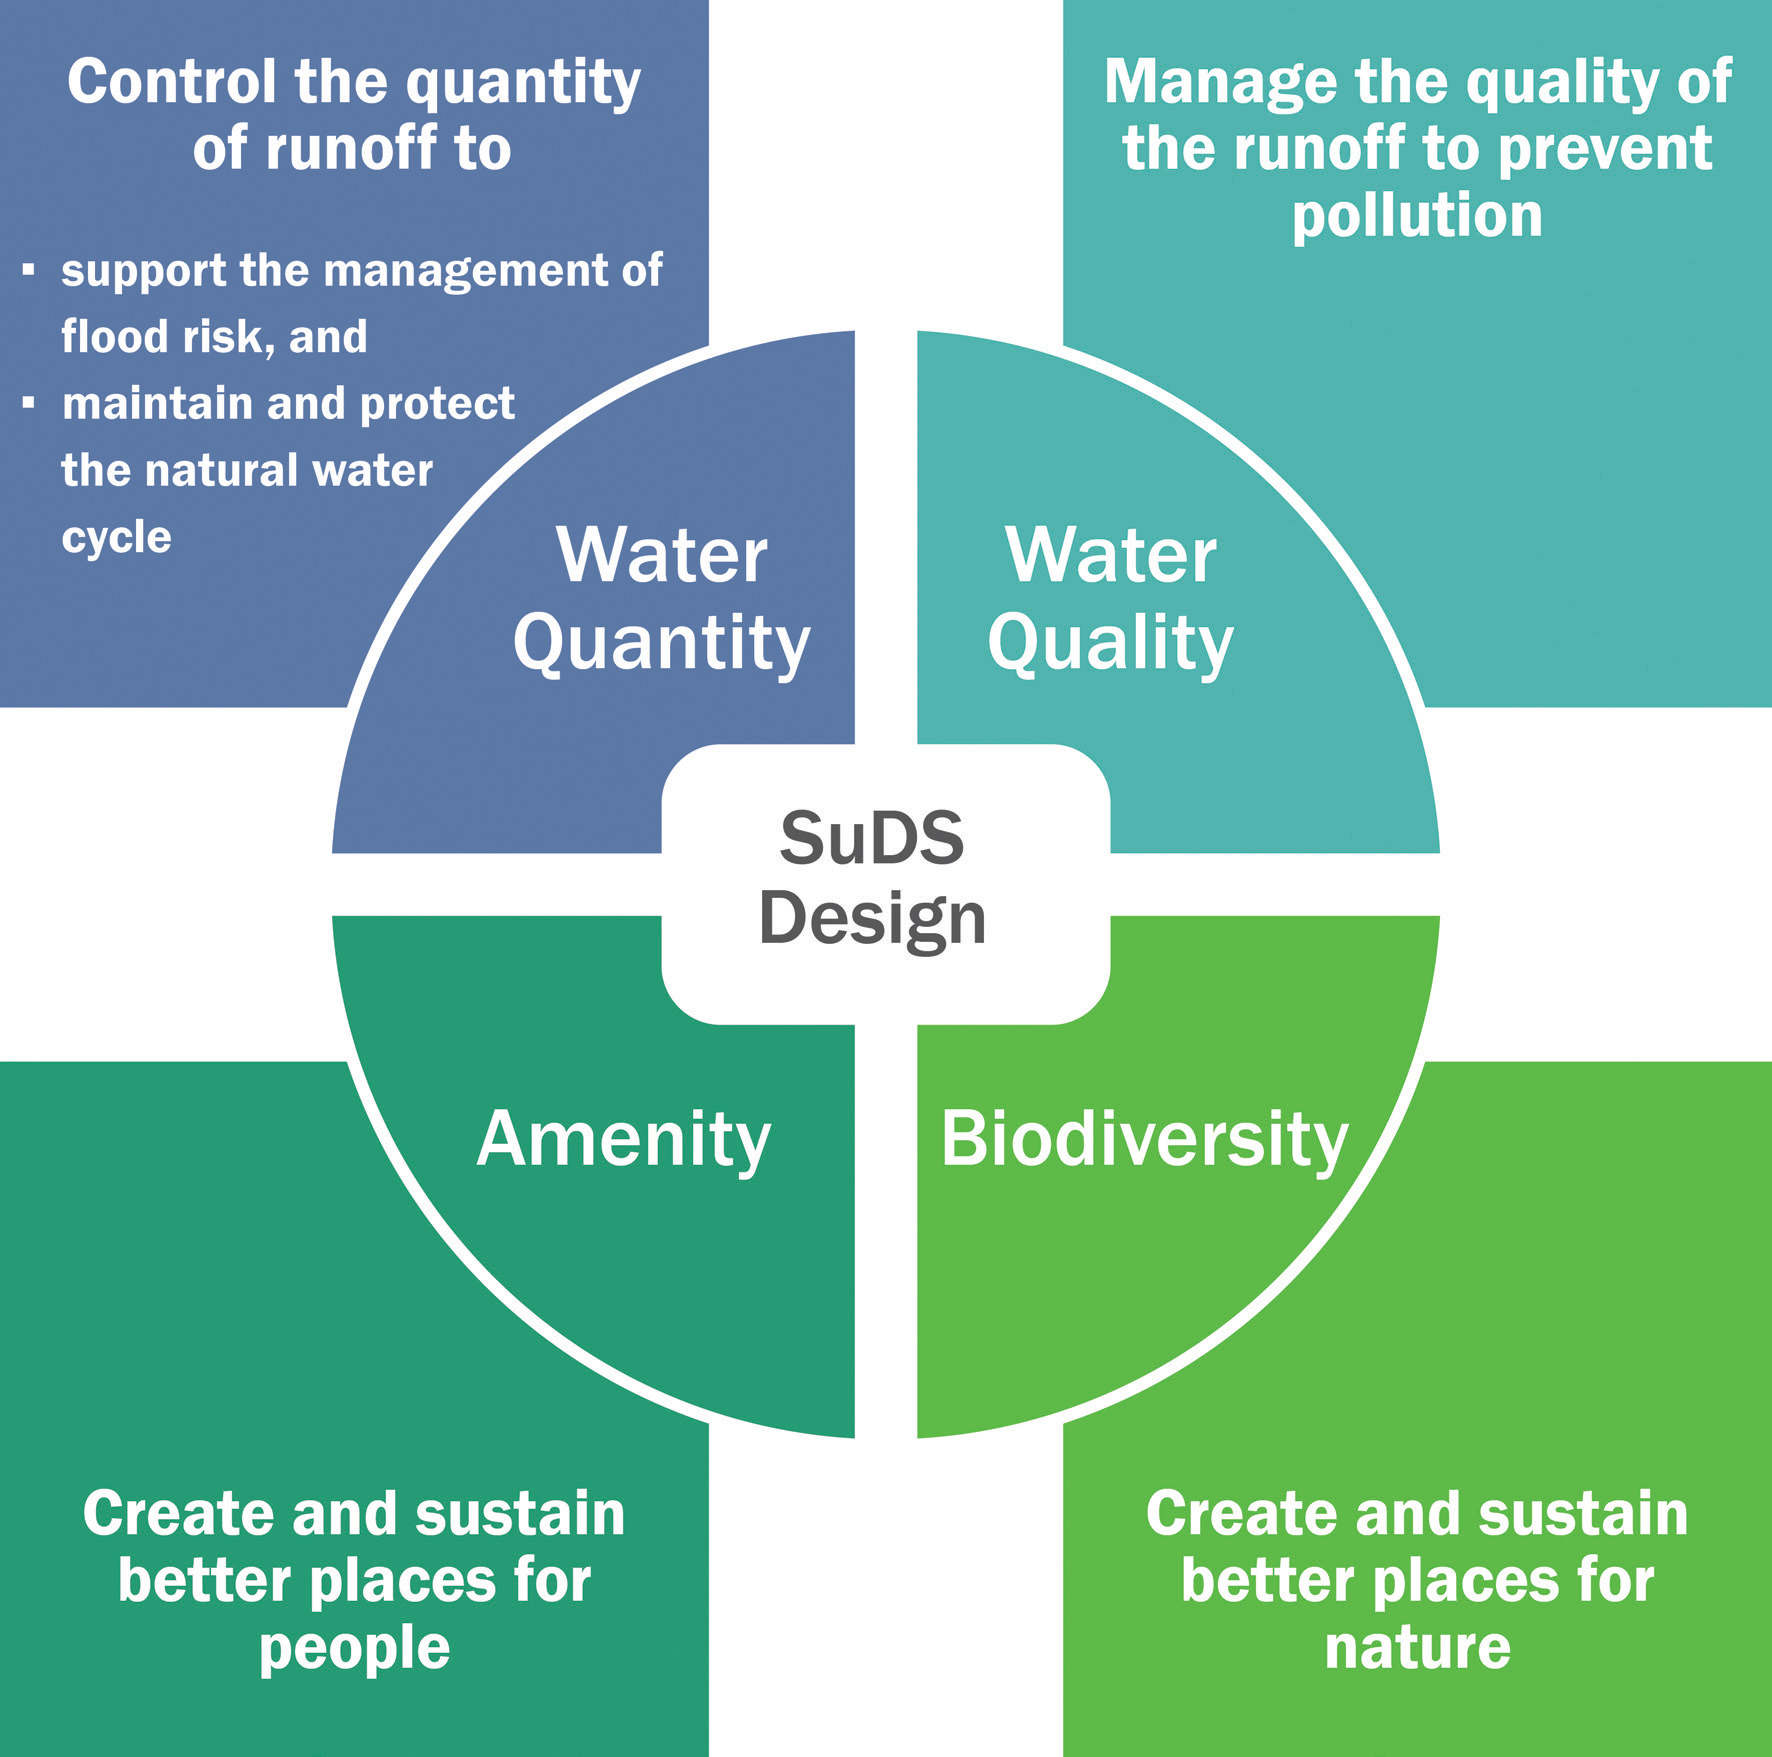 Control the quantity
of runoff to
▪ support the management of
flood risk, and
▪ maintain and protect
the natural water
cycle
Manage the quality of
the runoff to prevent
pollution
Water
Quantity
Water
Quality
SuDS
Design
Amenity
Biodiversity
Create and sustain
better places for
people
Create and sustain
better places for
nature